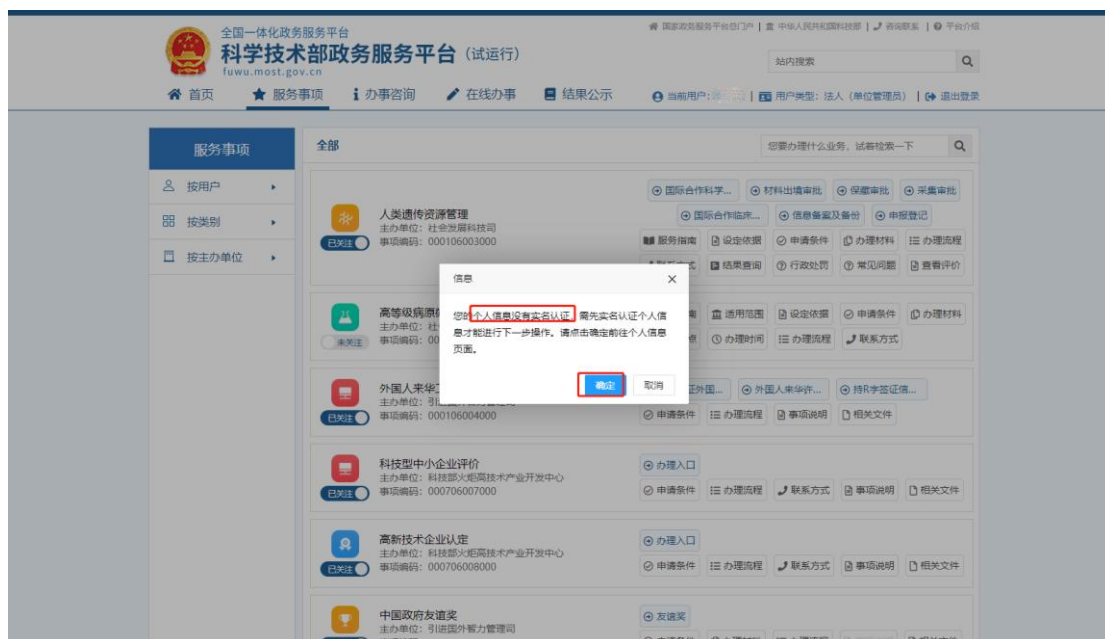 国家政务服务平台总门户 | 中华人民共和国科技部 | 咨询联系 | 平台介绍
全国一体化政务服务平台
科学技术部政务服务平台（试运行）
fuwu.most.gov.cn
站内搜索
首页 服务事项 办事咨询 在线办事 结果公示 当前用户: 用户类型: 法人（单位管理员） | 退出登录
服务事项
按用户
按类别
按主办单位
全部 您要办理什么业务，试着检索一下
国际合作科学... 材料出境审批 保藏审批 采集审批
人类遗传资源管理 国际合作临床... 信息备案及备份 申报登记
主办单位: 社会发展科技司
已关注 事项编码: 000106003000 服务指南 设定依据 申请条件 办理材料 办理流程
结果查询 行政处罚 常见问题 查看评价
信息
您的个人信息没有实名认证，需先实名认证个人信
息才能进行下一步操作。请点击确定前往个人信息
页面。
确定 取消
高等级病原 适用范围 设定依据 申请条件 办理材料
主办单位: 社
未关注 事项编码: 00 办理时间 办理流程 联系方式
外国人来华 外国... 外国人来华许... 持R字签证信...
主办单位: 引进国外智力管理司
已关注 事项编码: 000106004000 申请条件 办理流程 事项说明 相关文件
科技型中小企业评价 办理入口
主办单位: 科技部火炬高技术产业开发中心
已关注 事项编码: 000706007000 申请条件 办理流程 联系方式 事项说明 相关文件
高新技术企业认定 办理入口
主办单位: 科技部火炬高技术产业开发中心
已关注 事项编码: 000706008000 申请条件 办理流程 联系方式 事项说明 相关文件
中国政府友谊奖 友谊奖
主办单位: 引进国外智力管理司